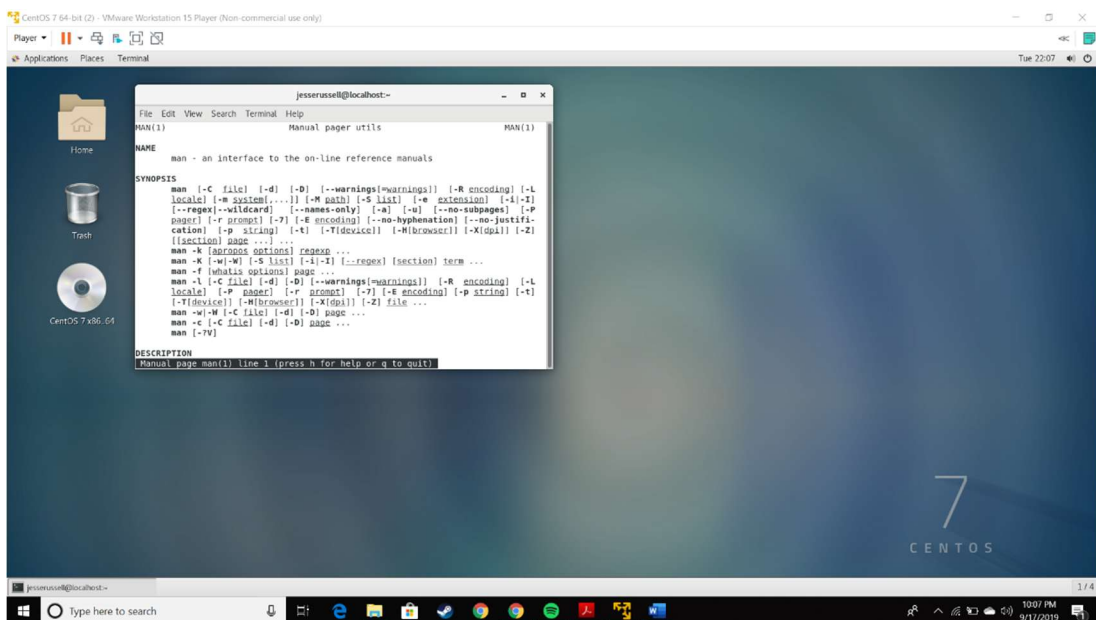 CentOS 7 64-bit (2) - VMware Workstation 15 Player (Non-commercial use only)
Player
Applications Places Terminal
Tue 22:07
Home
Trash
CentOS 7 x86_64
jesserussell@localhost:~
File Edit View Search Terminal Help
MAN(1) Manual pager utils MAN(1)
NAME
man - an interface to the on-line reference manuals
SYNOPSIS
man [-C file] [-d] [-D] [--warnings[=warnings]] [-R encoding] [-L
locale] [-m system[,...]] [-M path] [-S list] [-e extension] [-i|-I]
[--regex|--wildcard] [--names-only] [-a] [-u] [--no-subpages] [-P
pager] [-r prompt] [-7] [-E encoding] [--no-hyphenation] [--no-justifi-
cation] [-p string] [-t] [-T[device]] [-H[browser]] [-X[dpi]] [-Z]
[[section] page ...] ...
man -k [apropos options] regexp ...
man -K [-w|-W] [-S list] [-i|-I] [--regex] [section] term ...
man -f [whatis options] page ...
man -l [-C file] [-d] [-D] [--warnings[=warnings]] [-R encoding] [-L
locale] [-P pager] [-r prompt] [-7] [-E encoding] [-p string] [-t]
[-T[device]] [-H[browser]] [-X[dpi]] [-Z] file ...
man -w|-W [-C file] [-d] [-D] page ...
man -c [-C file] [-d] [-D] page ...
man [-?V]
DESCRIPTION
Manual page man(1) line 1 (press h for help or q to quit)
7
CENTOS
jesserussell@localhost:~
1 / 4
Type here to search
10:07 PM
9/17/2019